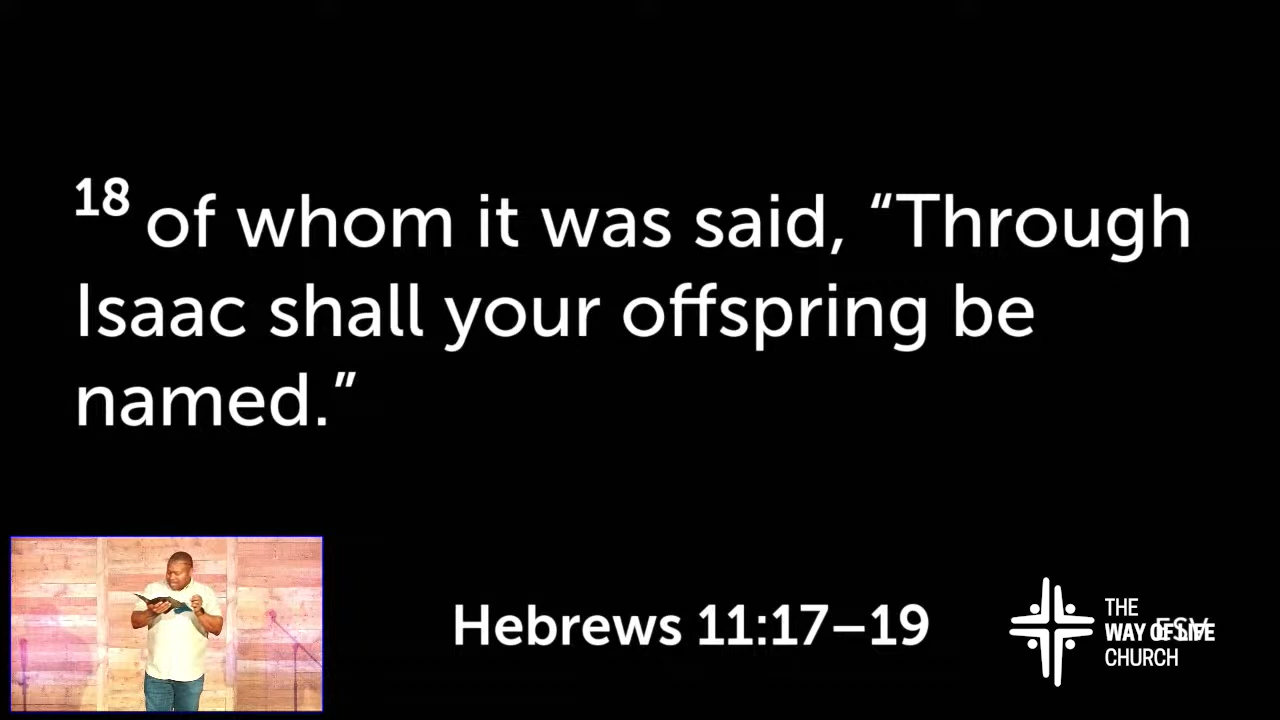 18 of whom it was said, “Through
Isaac shall your offspring be
named.”
Hebrews 11:17–19
THE
WAY OF LIFE
CHURCH
ESV